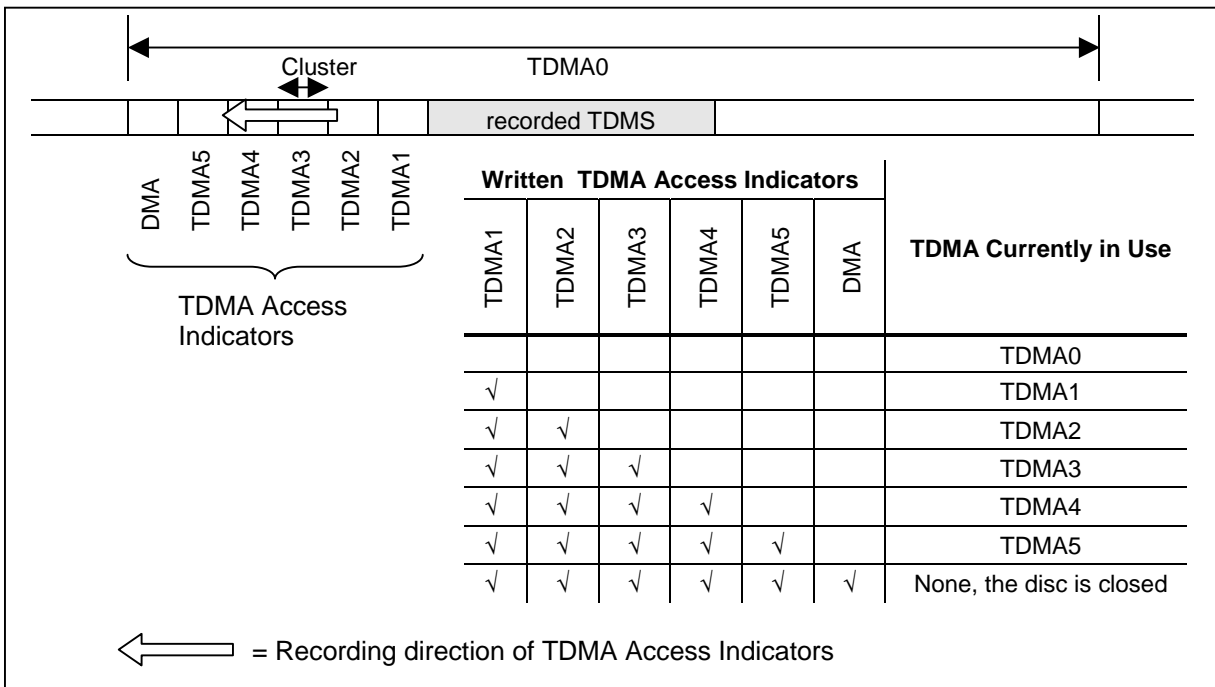 Cluster
TDMA0
recorded TDMS
DMA
TDMA5
TDMA4
TDMA3
TDMA2
TDMA1
TDMA Access
Indicators
Written TDMA Access Indicators
TDMA Currently in Use
TDMA1
TDMA2
TDMA3
TDMA4
TDMA5
DMA
TDMA0
√ TDMA1
√ √ TDMA2
√ √ √ TDMA3
√ √ √ √ TDMA4
√ √ √ √ √ TDMA5
√ √ √ √ √ √ None, the disc is closed
= Recording direction of TDMA Access Indicators